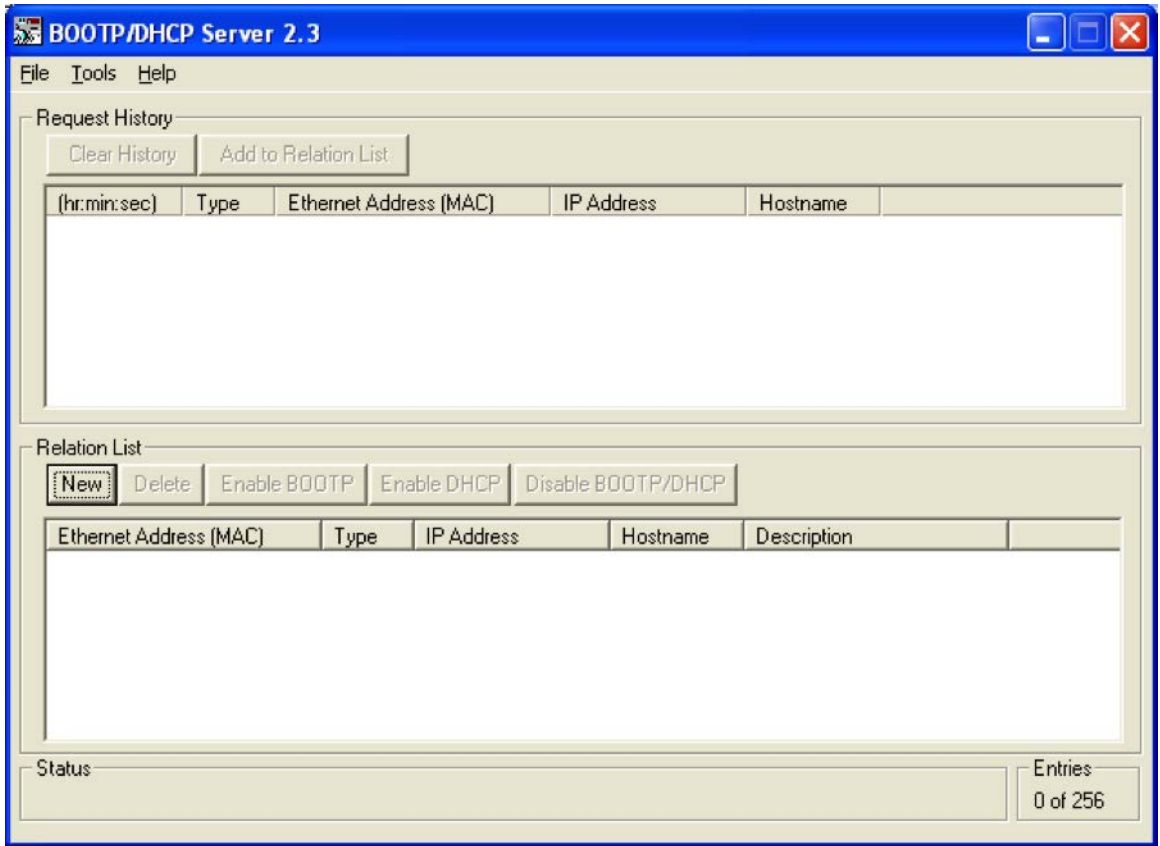 BOOTP/DHCP Server 2.3
File Tools Help
Request History
Clear History Add to Relation List
(hr:min:sec) Type Ethernet Address (MAC) IP Address Hostname
Relation List
New Delete Enable BOOTP Enable DHCP Disable BOOTP/DHCP
Ethernet Address (MAC) Type IP Address Hostname Description
Status
Entries
0 of 256